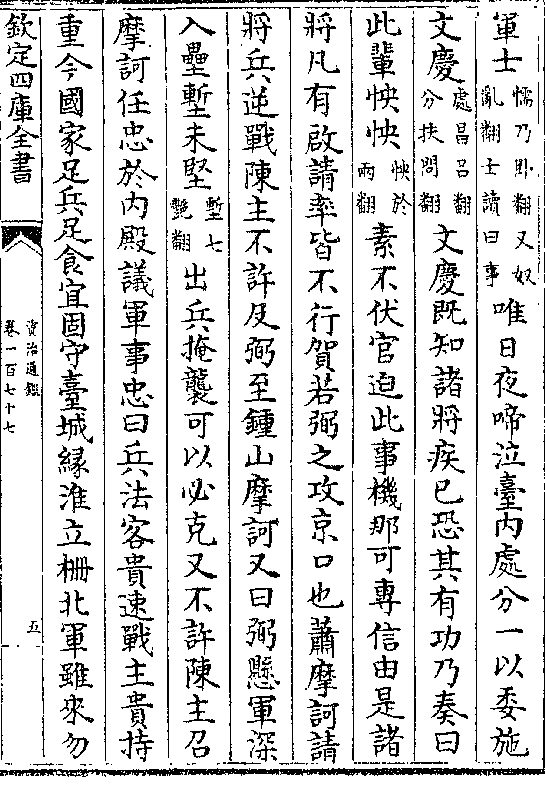 軍士懦乃卧翻又奴亂翻士讀曰事唯日夜啼泣臺内處分一以委施
文慶處昌吕翻分扶問翻文慶既知諸將疾已恐其有功乃奏曰
此輩怏怏怏於兩翻素不伏官迫此事機那可專信由是諸
將凡有啟請率皆不行賀若弼之攻京口也蕭摩訶請
將兵逆戰陳主不許及弼至鍾山摩訶又曰弼懸軍深
入壘塹未堅塹七艷翻出兵掩襲可以必克又不許陳主召
摩訶任忠於内殿議軍事忠曰兵法客貴速戰主貴持
重今國家足兵足食宜固守臺城緣淮立柵北軍雖來勿
欽定四庫全書
資治通鑑
卷一百七十七
五